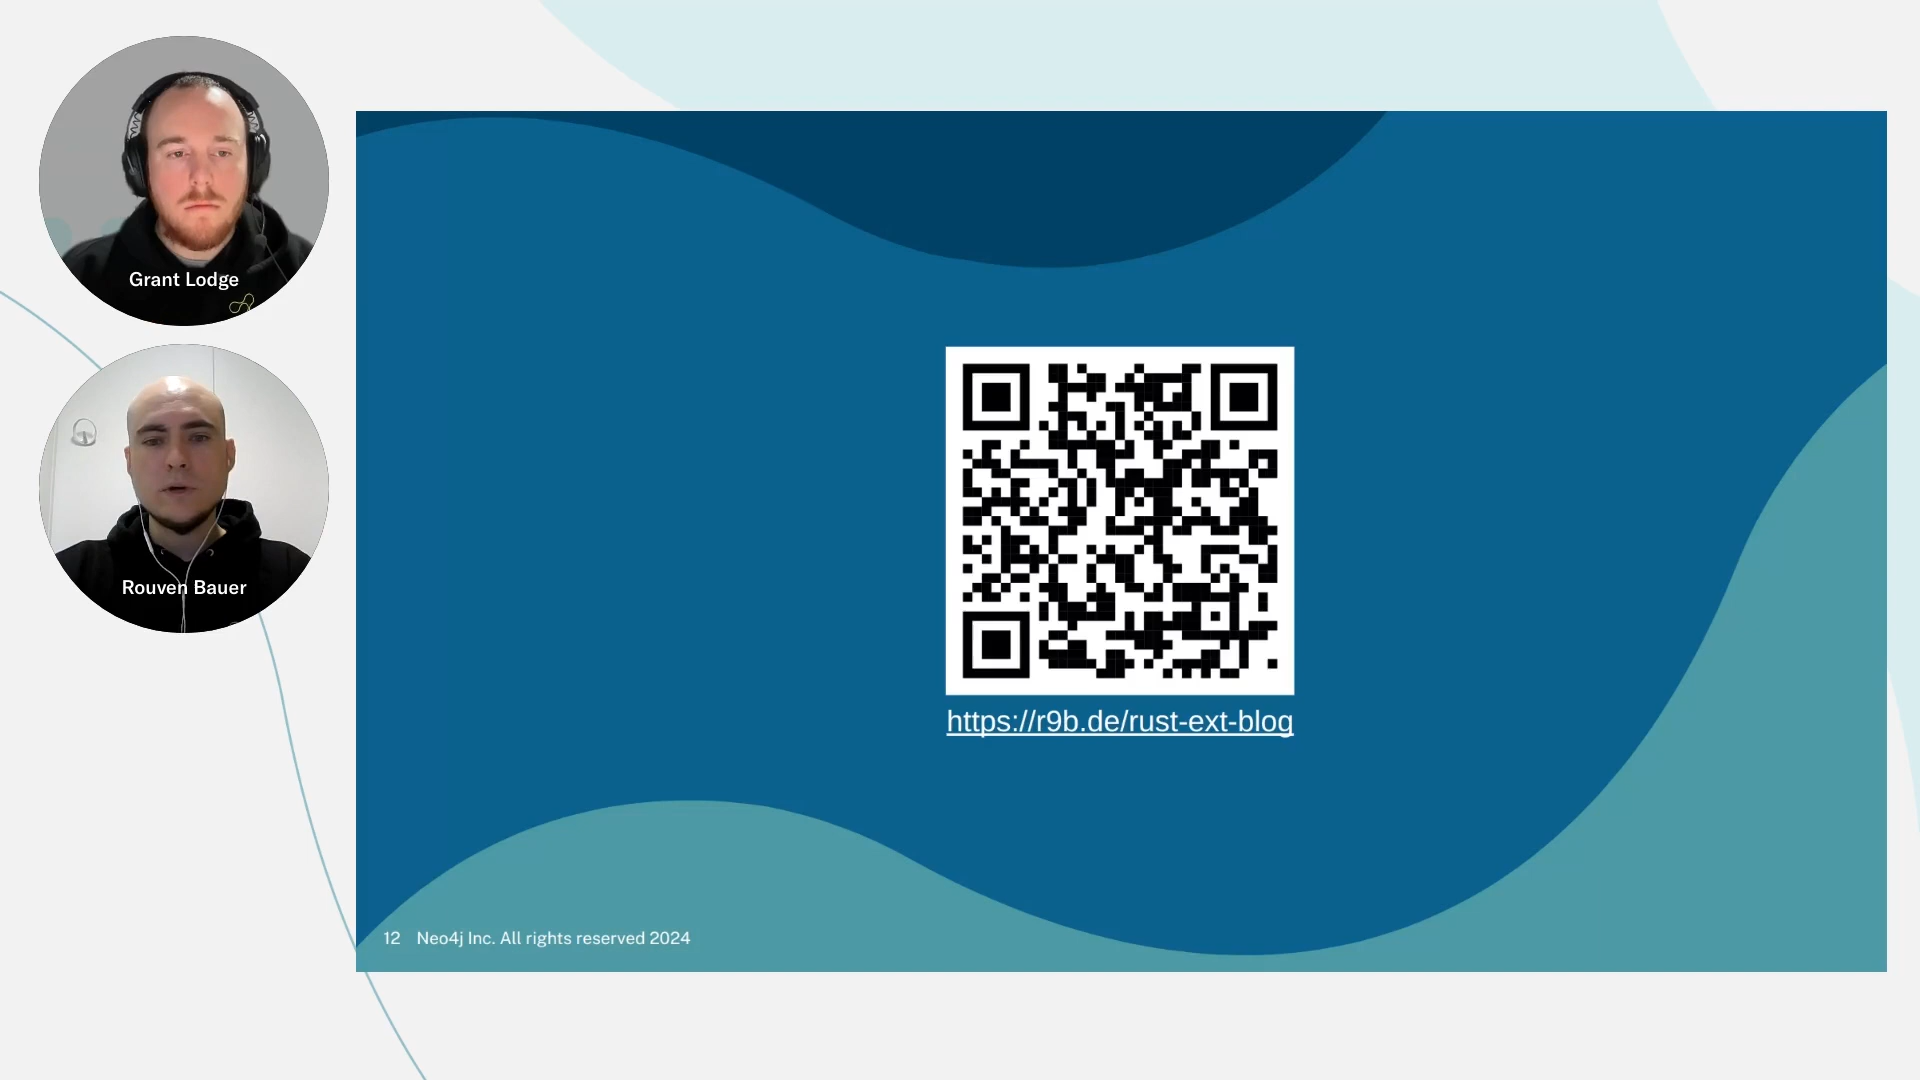 Grant Lodge
Rouven Bauer
https://r9b.de/rust-ext-blog
12 Neo4j Inc. All rights reserved 2024